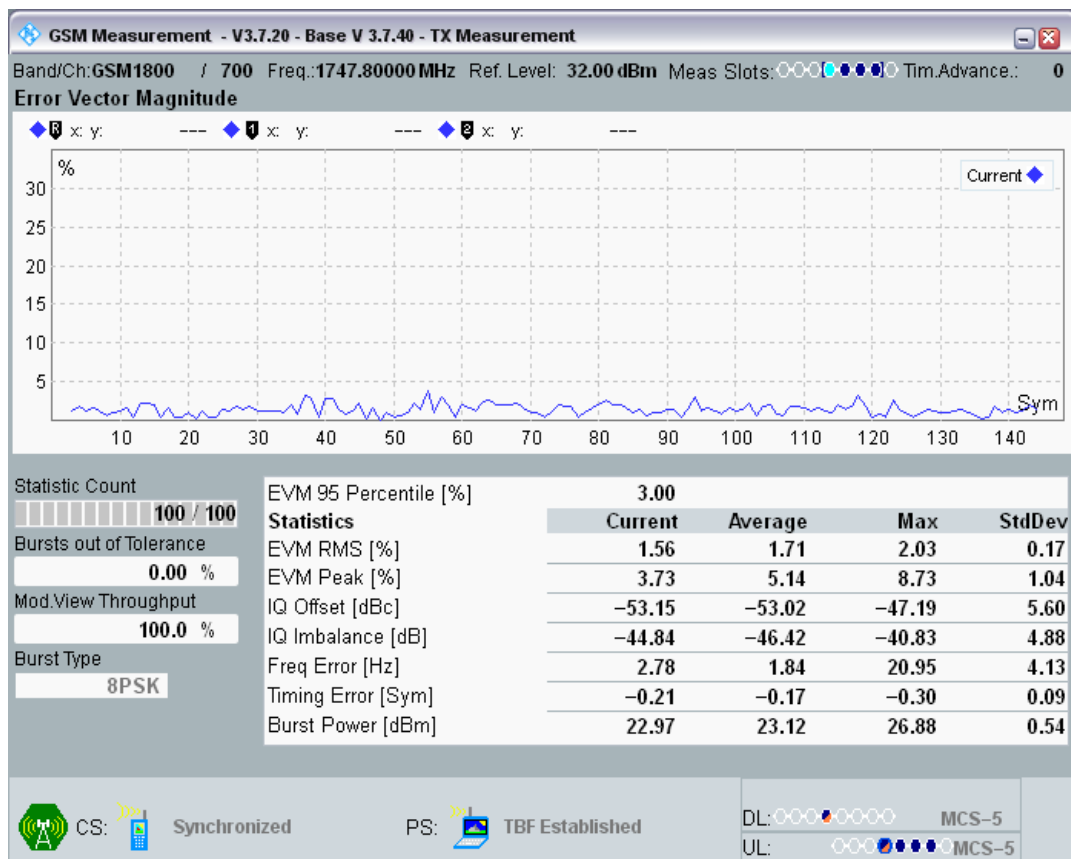 GSM Measurement - V3.7.20 - Base V 3.7.40 - TX Measurement
Band/Ch:GSM1800 / 700 Freq.:1747.80000 MHz Ref. Level: 32.00 dBm Meas Slots: Tim.Advance.: 0
Error Vector Magnitude
R x: y: --- 1 x: y: --- 2 x: y: ---
%
Current
30
25
20
15
10
5
Sym
10 20 30 40 50 60 70 80 90 100 110 120 130 140
Statistic Count
100 / 100
Bursts out of Tolerance
0.00 %
Mod.View Throughput
100.0 %
Burst Type
8PSK
EVM 95 Percentile [%] 3.00
Statistics Current Average Max StdDev
EVM RMS [%] 1.56 1.71 2.03 0.17
EVM Peak [%] 3.73 5.14 8.73 1.04
IQ Offset [dBc] −53.15 −53.02 −47.19 5.60
IQ Imbalance [dB] −44.84 −46.42 −40.83 4.88
Freq Error [Hz] 2.78 1.84 20.95 4.13
Timing Error [Sym] −0.21 −0.17 −0.30 0.09
Burst Power [dBm] 22.97 23.12 26.88 0.54
CS: Synchronized PS: TBF Established
DL: MCS−5
UL: MCS−5